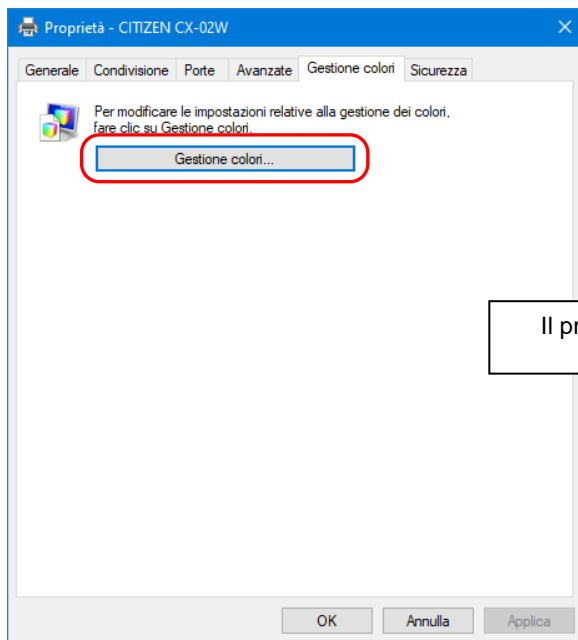 Proprietà - CITIZEN CX-02W
Generale Condivisione Porte Avanzate Gestione colori Sicurezza
Per modificare le impostazioni relative alla gestione dei colori,
fare clic su Gestione colori.
Gestione colori...
Il
OK Annulla Applica